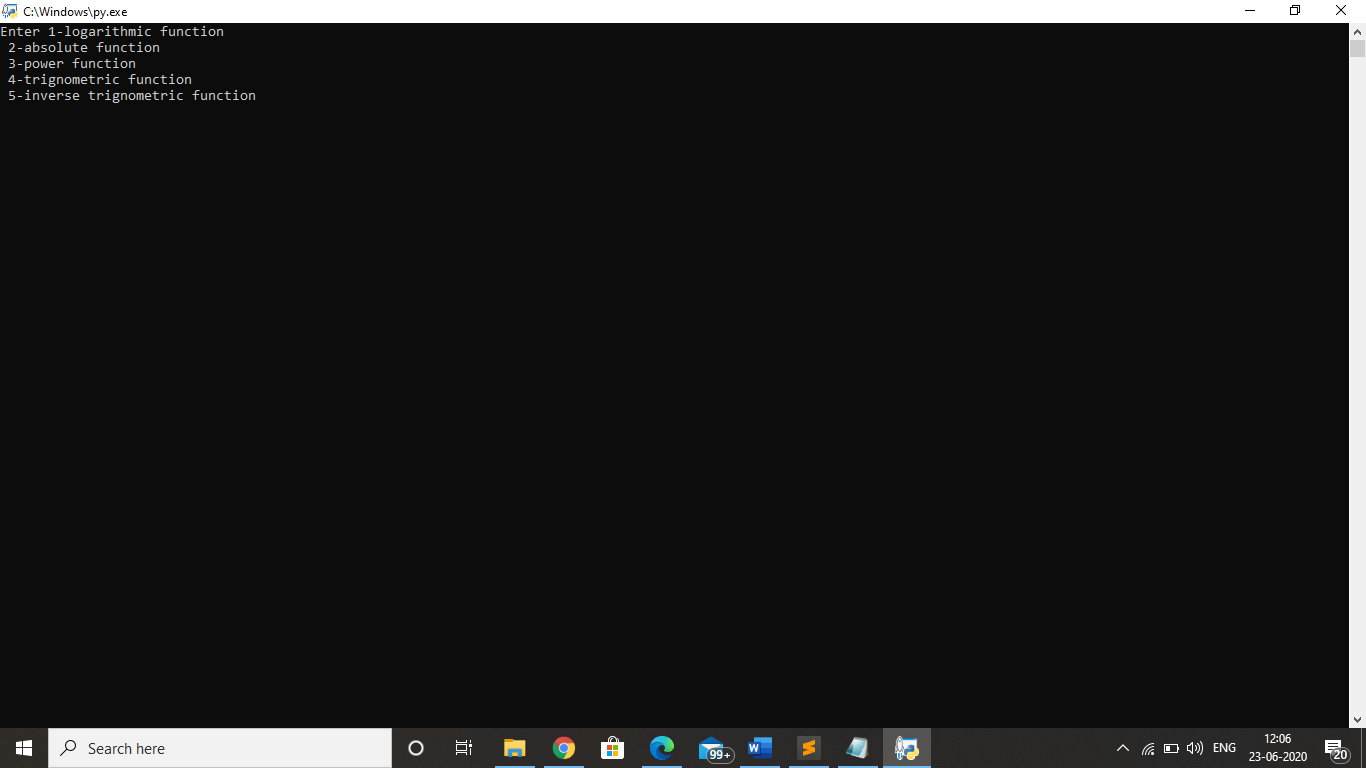 C:\Windows\py.exe
Enter 1-logarithmic function
2-absolute function
3-power function
4-trignometric function
5-inverse trignometric function
Search here
99+
W
S
ENG
12:06
23-06-2020
20